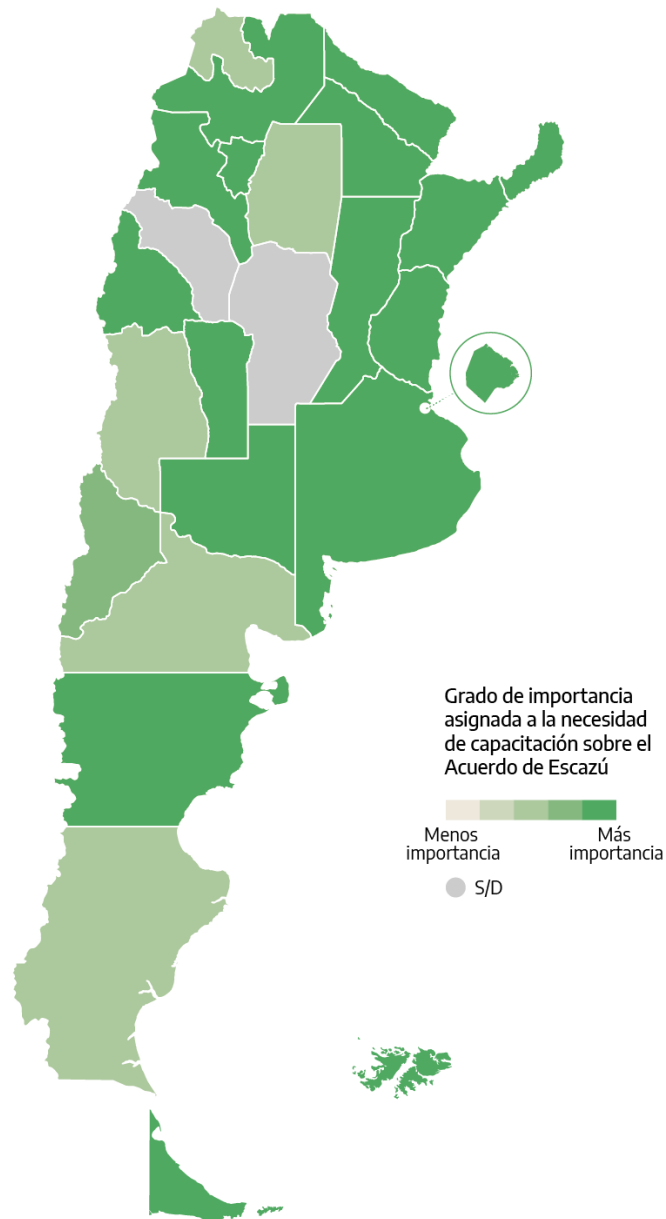 Grado de importancia
asignada a la necesidad
de capacitación sobre el
Acuerdo de Escazú
Menos
importancia
Más
importancia
S/D